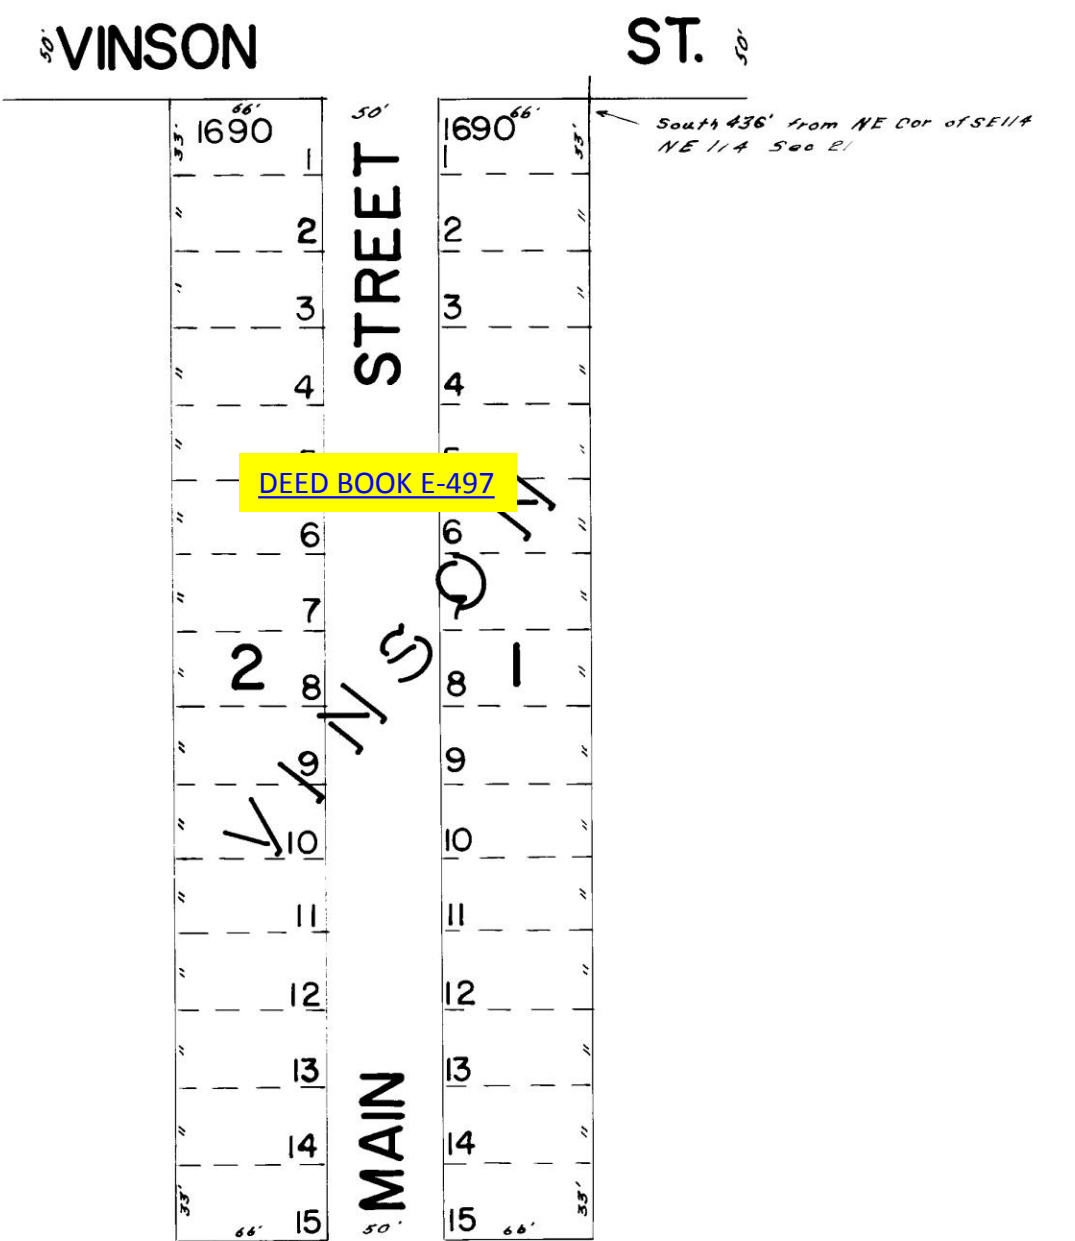 50' VINSON ST. 50'
66' 50' 66'
33' 1690 1690 33'
South 436' from NE Cor of SE 1/4
NE 1/4 Sec 21
1 1
STREET
" 2 2 "
" 3 3 "
" 4 4 "
" "
DEED BOOK E-497
" 6 6 "
" 7 7 "
2 1
" 8 8 "
" 9 9 "
VINSON
" 10 10 "
" 11 11 "
" 12 12 "
" 13 13 "
MAIN
" 14 14 "
33' 15 15 33'
66' 50' 66'